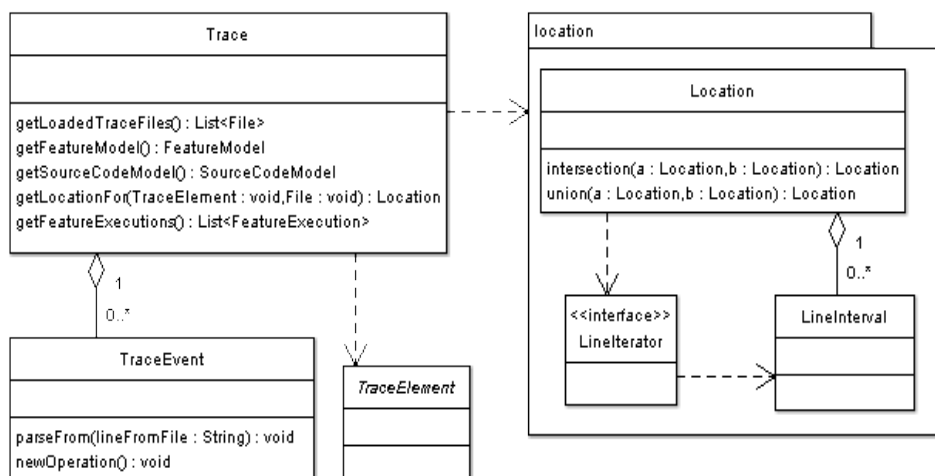 Trace
getLoadedTraceFiles() : List<File>
getFeatureModel() : FeatureModel
getSourceCodeModel() : SourceCodeModel
getLocationFor(TraceElement : void,File : void) : Location
getFeatureExecutions() : List<FeatureExecution>
1
0..*
TraceEvent
parseFrom(lineFromFile : String) : void
newOperation() : void
TraceElement
location
Location
intersection(a : Location,b : Location) : Location
union(a : Location,b : Location) : Location
1
0..*
<<interface>>
LineIterator
LineInterval